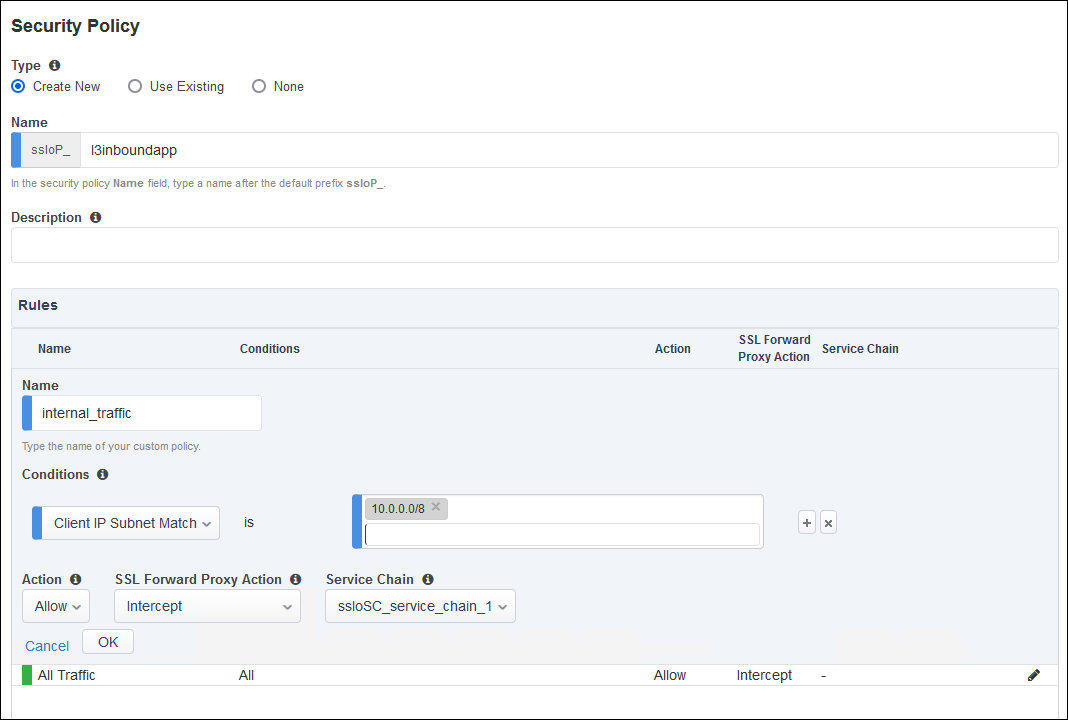 Security Policy
Type
Create New Use Existing None
Name
ssloP_ l3inboundapp
In the security policy Name field, type a name after the default prefix ssloP_.
Description
Rules
Name Conditions Action SSL Forward Proxy Action Service Chain
Name
internal_traffic
Type the name of your custom policy.
Conditions
Client IP Subnet Match is 10.0.0.0/8
Action SSL Forward Proxy Action Service Chain
Allow Intercept ssloSC_service_chain_1
Cancel OK
All Traffic All Allow Intercept -